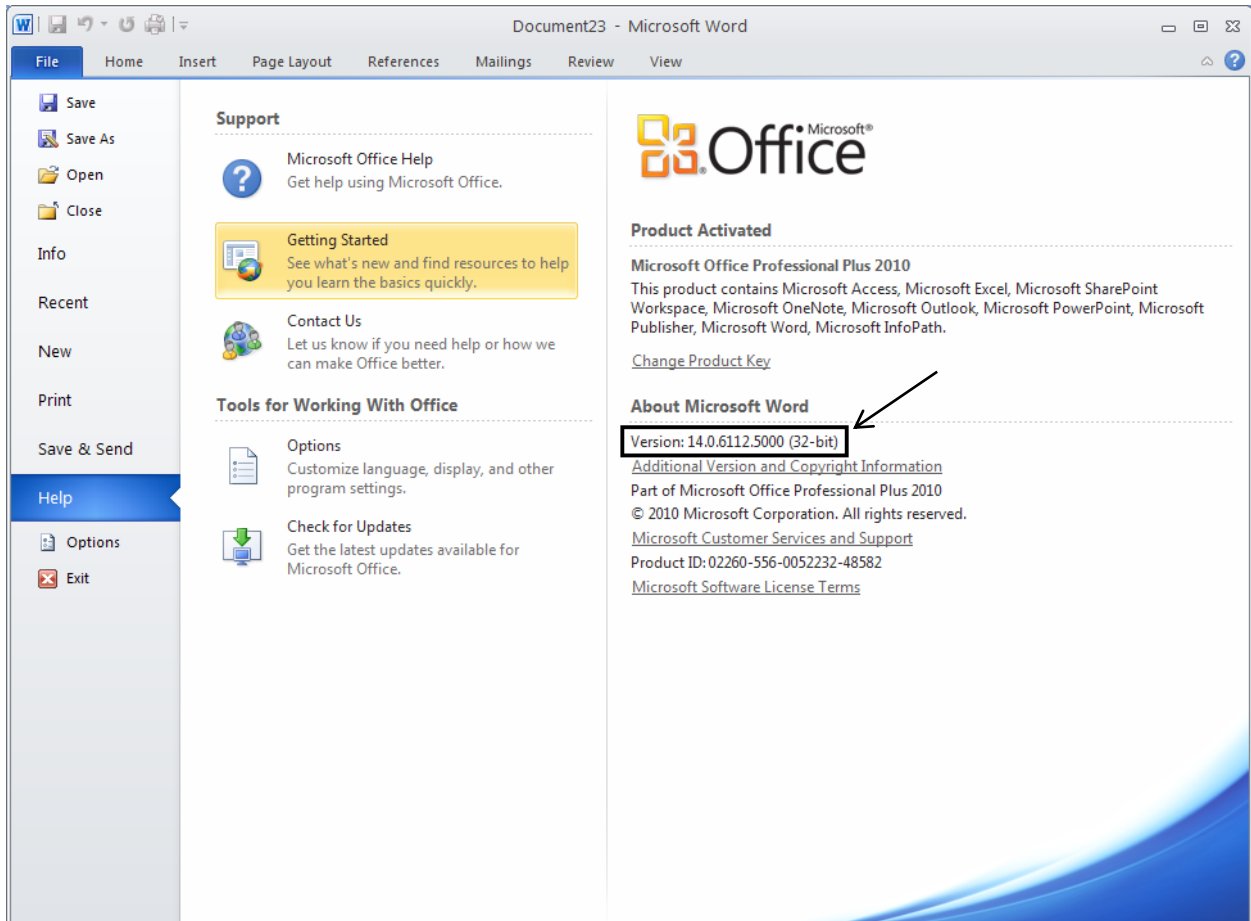 Document23 - Microsoft Word
File Home Insert Page Layout References Mailings Review View
Save
Save As
Open
Close
Info
Recent
New
Print
Save & Send
Help
Options
Exit
Support
Microsoft Office Help
Get help using Microsoft Office.
Getting Started
See what's new and find resources to help
you learn the basics quickly.
Contact Us
Let us know if you need help or how we
can make Office better.
Tools for Working With Office
Options
Customize language, display, and other
program settings.
Check for Updates
Get the latest updates available for
Microsoft Office.
Microsoft®
Office
Product Activated
Microsoft Office Professional Plus 2010
This product contains Microsoft Access, Microsoft Excel, Microsoft SharePoint
Workspace, Microsoft OneNote, Microsoft Outlook, Microsoft PowerPoint, Microsoft
Publisher, Microsoft Word, Microsoft InfoPath.
Change Product Key
About Microsoft Word
Version: 14.0.6112.5000 (32-bit)
Additional Version and Copyright Information
Part of Microsoft Office Professional Plus 2010
© 2010 Microsoft Corporation. All rights reserved.
Microsoft Customer Services and Support
Product ID: 02260-556-0052232-48582
Microsoft Software License Terms